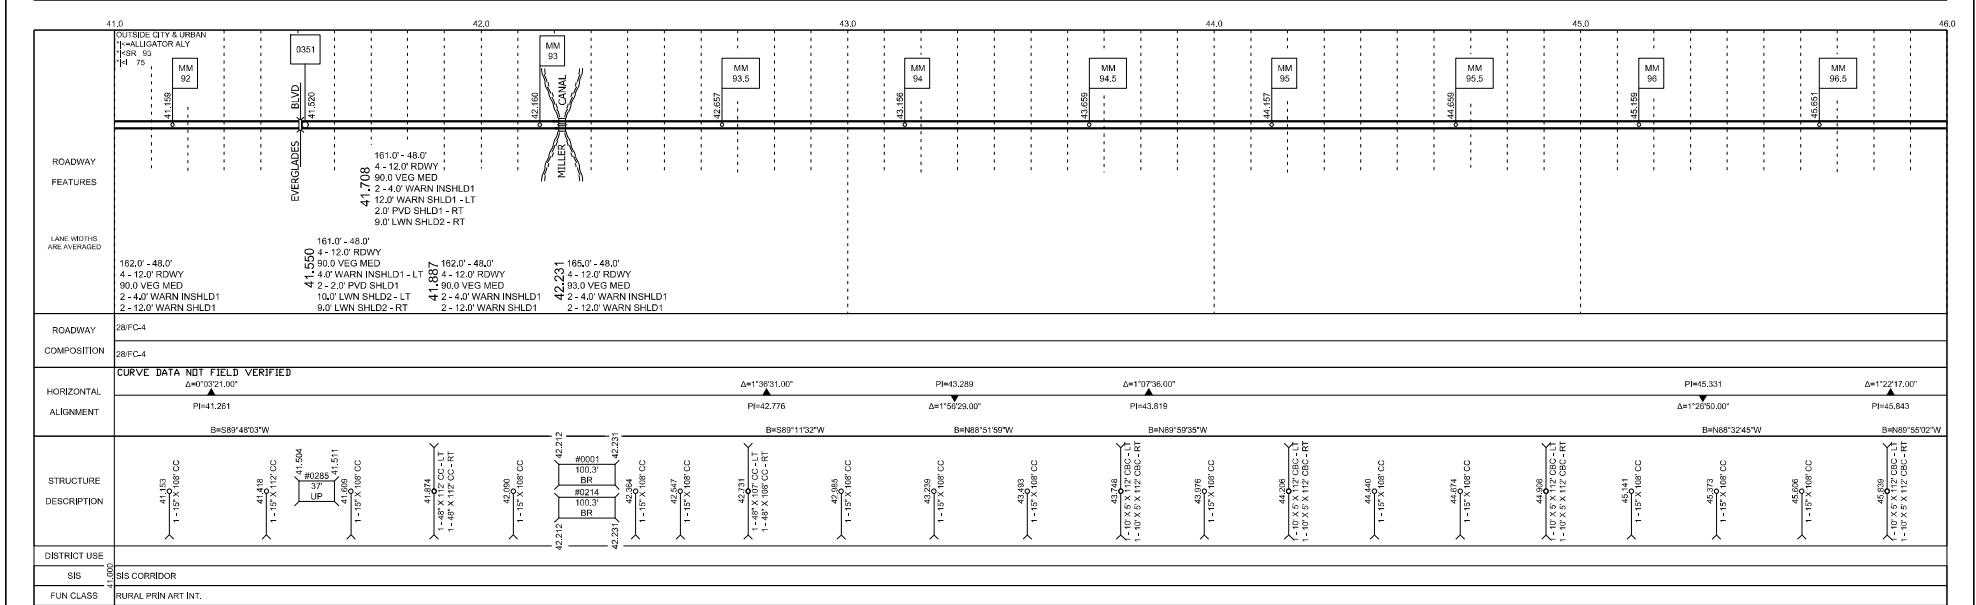 41.0
42.0
43.0
44.0
45.0
46.0
OUTSIDE CITY & URBAN
*|<=ALLIGATOR ALY
*|<SR 93
*|<I 75
MM
92
0351
MM
93
MM
93.5
MM
94
MM
94.5
MM
95
MM
95.5
MM
96
MM
96.5
41.159
41.520
42.160
42.657
43.156
43.659
44.157
44.659
45.159
45.651
EVERGLADES BLVD
MILLER CANAL
ROADWAY
FEATURES
LANE WIDTHS
ARE AVERAGED
162.0' - 48.0'
4 - 12.0' RDWY
90.0 VEG MED
2 - 4.0' WARN INSHLD1
2 - 12.0' WARN SHLD1
41.550
161.0' - 48.0'
4 - 12.0' RDWY
90.0 VEG MED
4.0' WARN INSHLD1 - LT
2 - 2.0' PVD SHLD1
10.0' LWN SHLD2 - LT
9.0' LWN SHLD2 - RT
41.708
161.0' - 48.0'
4 - 12.0' RDWY
90.0 VEG MED
2 - 4.0' WARN INSHLD1
12.0' WARN SHLD1 - LT
2.0' PVD SHLD1 - RT
9.0' LWN SHLD2 - RT
41.887
162.0' - 48.0'
4 - 12.0' RDWY
90.0 VEG MED
2 - 4.0' WARN INSHLD1
2 - 12.0' WARN SHLD1
42.231
165.0' - 48.0'
4 - 12.0' RDWY
93.0 VEG MED
2 - 4.0' WARN INSHLD1
2 - 12.0' WARN SHLD1
ROADWAY
COMPOSITION
28/FC-4
28/FC-4
HORIZONTAL
ALIGNMENT
CURVE DATA NOT FIELD VERIFIED
Δ=0°03'21.00"
PI=41.261
B=S89°48'03"W
Δ=1°36'31.00"
PI=42.776
B=S89°11'32"W
PI=43.289
Δ=1°56'29.00"
B=N88°51'59"W
Δ=1°07'36.00"
PI=43.819
B=N89°59'35"W
PI=45.331
Δ=1°26'50.00"
B=N88°32'45"W
Δ=1°22'17.00"
PI=45.843
B=N89°55'02"W
STRUCTURE
DESCRIPTION
41.153
1 - 15" X 108' CC
41.418
1 - 15" X 112' CC
41.504
41.511
#0285
37'
UP
41.609
1 - 15" X 108' CC
41.874
1 - 48" X 112' CC - LT
1 - 48" X 112' CC - RT
42.090
1 - 15" X 108' CC
42.212
42.231
#0001
100.3'
BR
#0214
100.3'
BR
42.212
42.231
42.364
1 - 15" X 108' CC
42.547
1 - 15" X 108' CC
42.731
1 - 48" X 107' CC - LT
1 - 48" X 108' CC - RT
42.985
1 - 15" X 108' CC
43.239
1 - 15" X 108' CC
43.493
1 - 15" X 108' CC
43.748
1 - 10' X 5' X 112' CBC - LT
1 - 10' X 5' X 112' CBC - RT
43.976
1 - 15" X 108' CC
44.206
1 - 10' X 5' X 112' CBC - LT
1 - 10' X 5' X 112' CBC - RT
44.440
1 - 15" X 108' CC
44.674
1 - 15" X 108' CC
44.908
1 - 10' X 5' X 112' CBC - LT
1 - 10' X 5' X 112' CBC - RT
45.141
1 - 15" X 108' CC
45.373
1 - 15" X 108' CC
45.606
1 - 15" X 108' CC
45.839
1 - 10' X 5' X 112' CBC - LT
1 - 10' X 5' X 112' CBC - RT
DISTRICT USE
SIS
41.000
SIS CORRIDOR
FUN CLASS
RURAL PRIN ART INT.